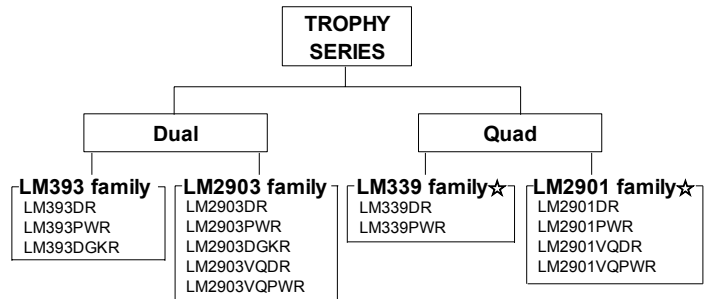 TROPHY
SERIES
Dual
Quad
LM393 family
LM393DR
LM393PWR
LM393DGKR
LM2903 family
LM2903DR
LM2903PWR
LM2903DGKR
LM2903VQDR
LM2903VQPWR
LM339 family☆
LM339DR
LM339PWR
LM2901 family☆
LM2901DR
LM2901PWR
LM2901VQDR
LM2901VQPWR